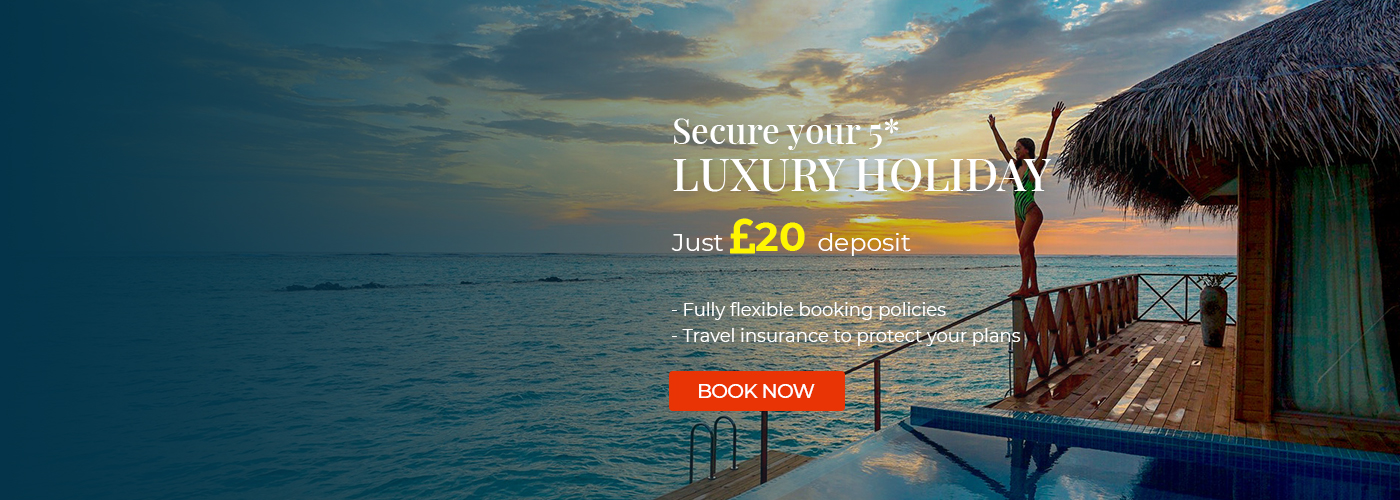 Secure your 5*
LUXURY HOLIDAY
Just £20 deposit
- Fully flexible booking policies
- Travel insurance to protect your plans
BOOK NOW